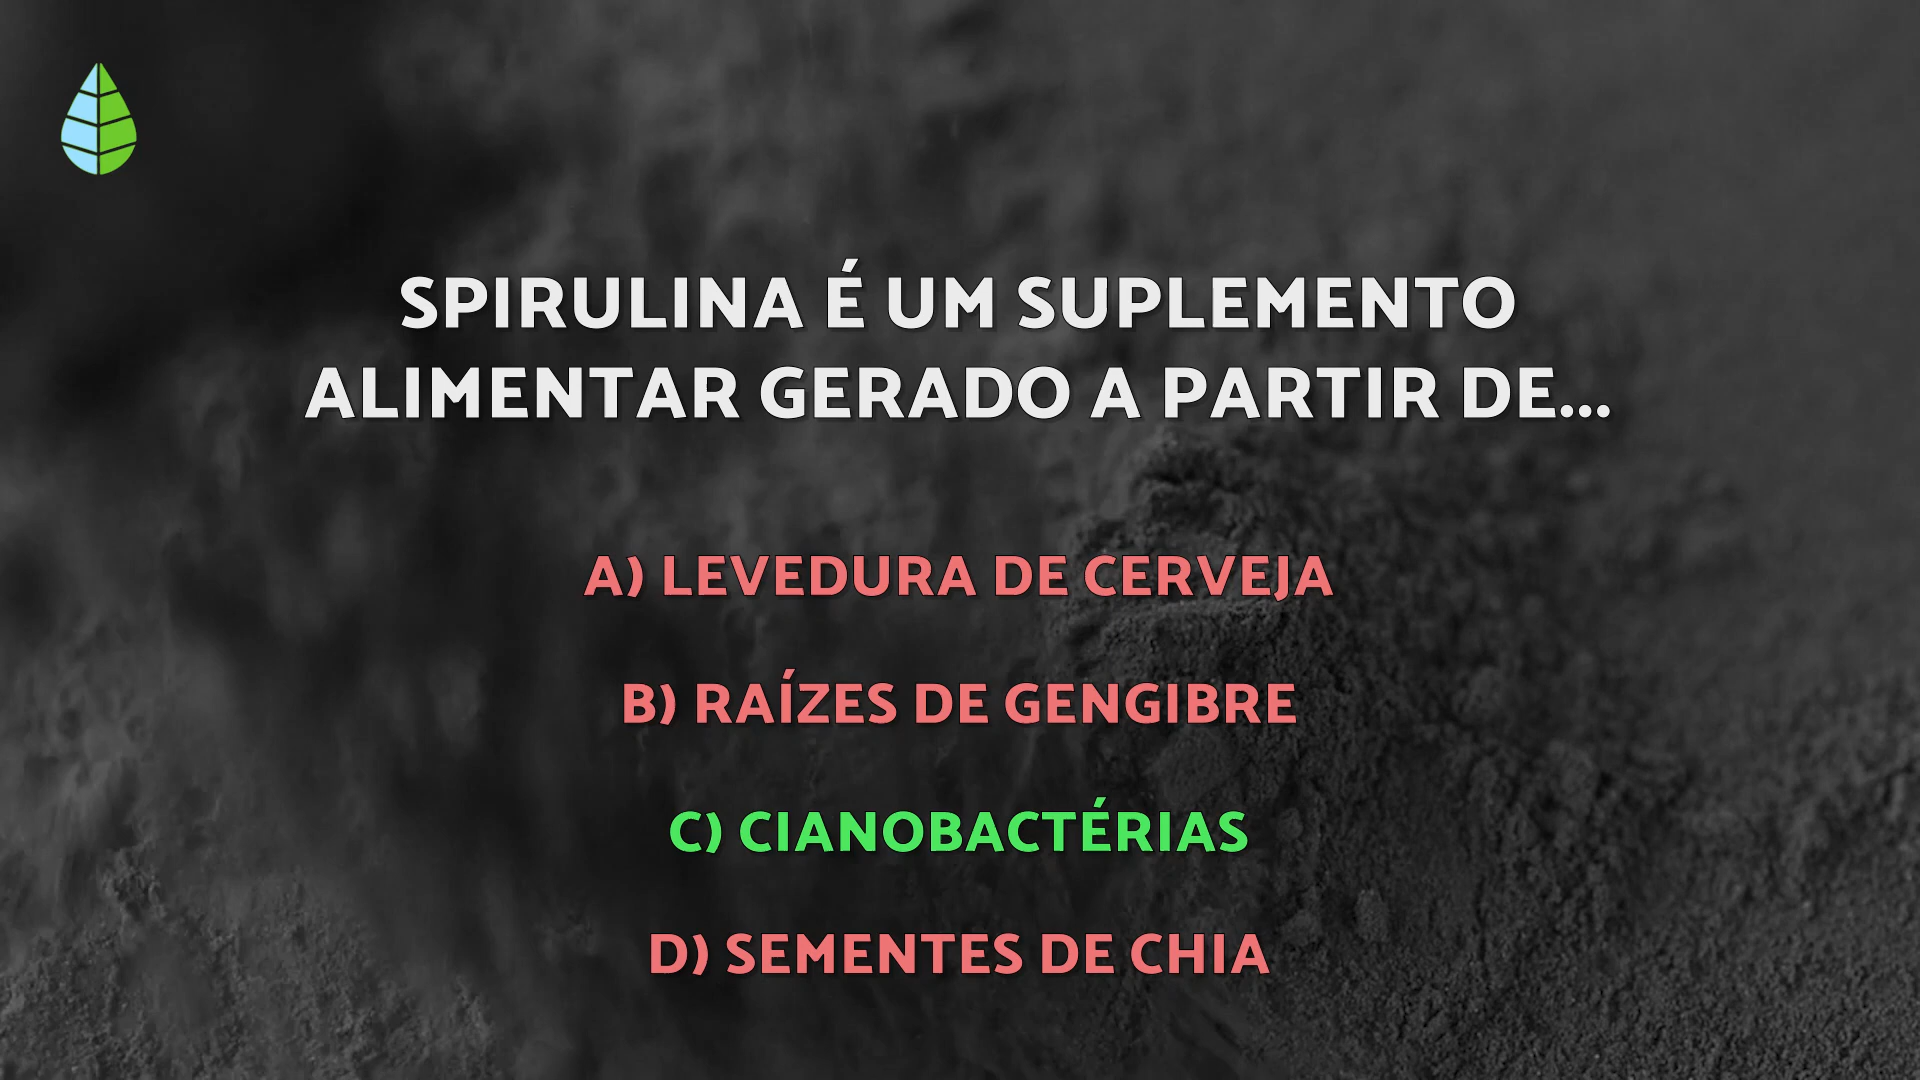 SPIRULINA É UM SUPLEMENTO
ALIMENTAR GERADO A PARTIR DE...
A) LEVEDURA DE CERVEJA
B) RAÍZES DE GENGIBRE
C) CIANOBACTÉRIAS
D) SEMENTES DE CHIA